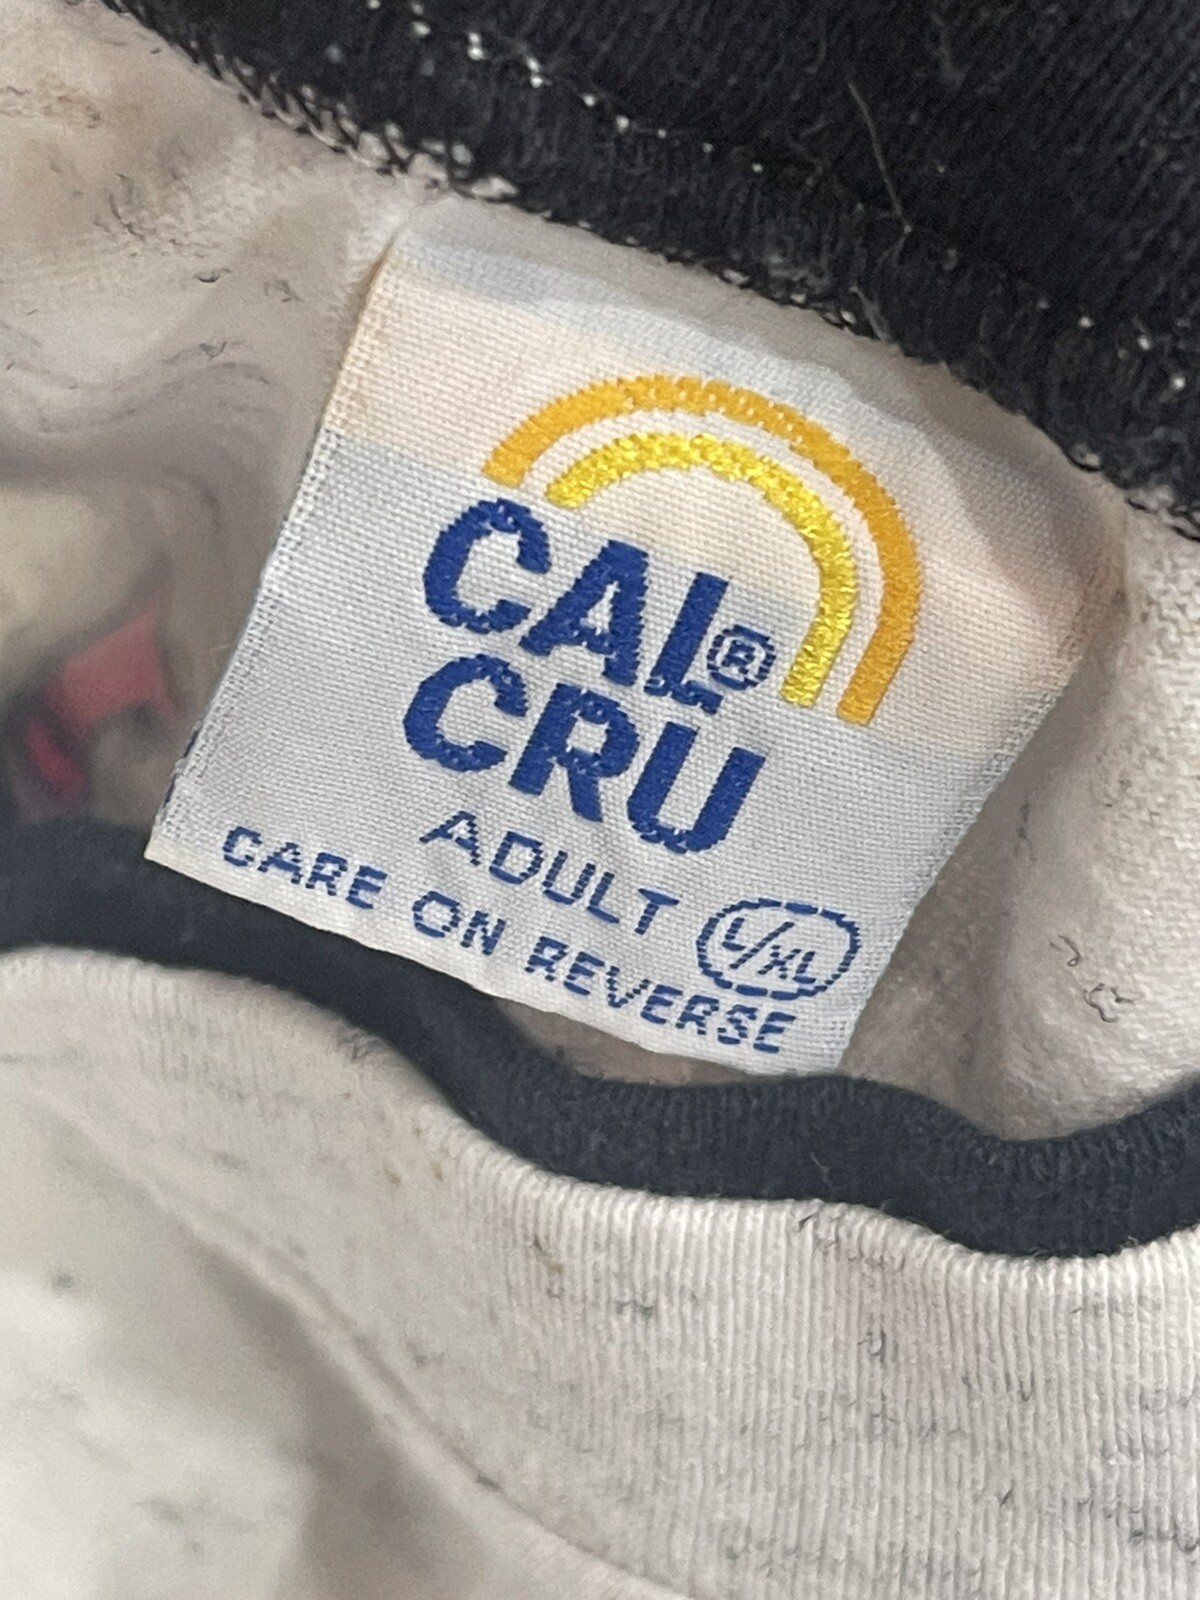 CAL®
CRU
ADULT L/XL
CARE ON REVERSE